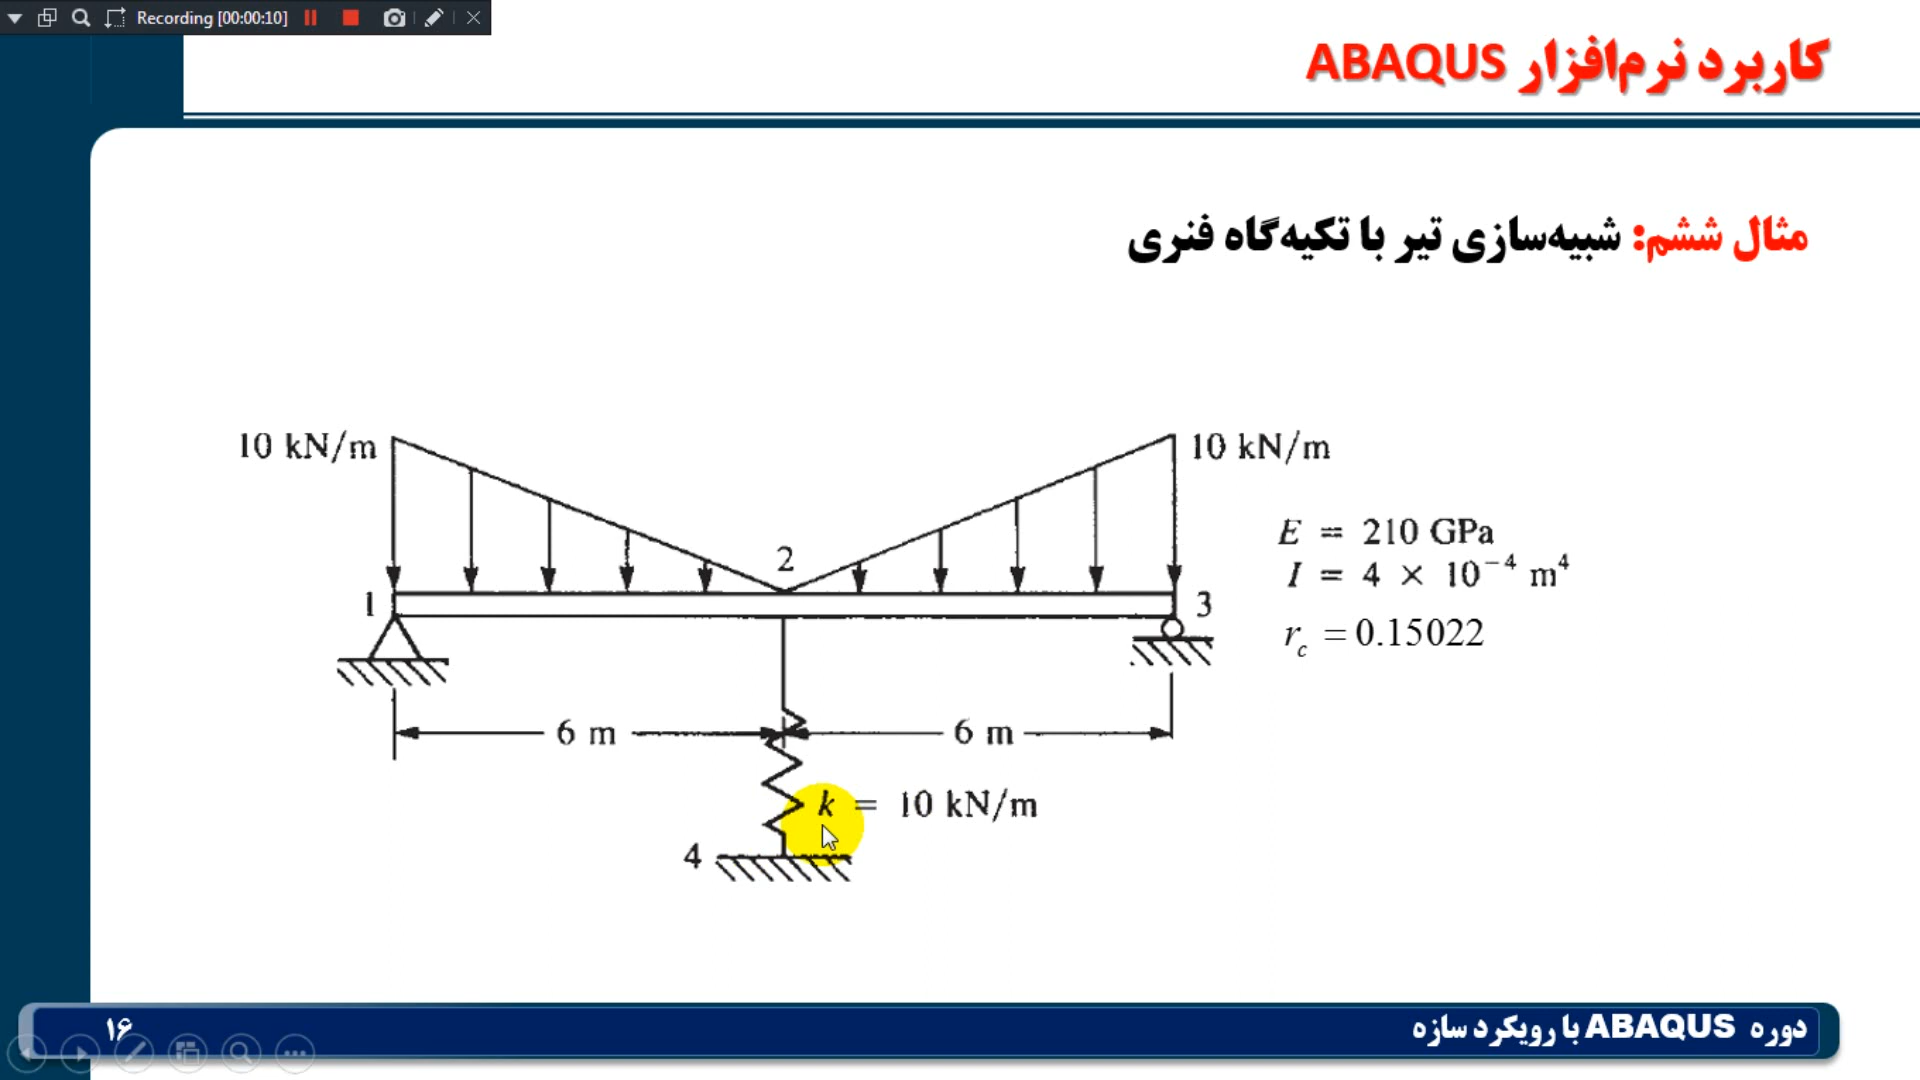 Recording [00:00:10]
کاربرد نرم‌افزار ABAQUS
مثال ششم: شبیه‌سازی تیر با تکیه‌گاه فنری
10 kN/m
10 kN/m
E = 210 GPa
I = 4 × 10⁻⁴ m⁴
r_c = 0.15022
2
1
3
6 m
6 m
k = 10 kN/m
4
دوره ABAQUS با رویکرد سازه
۱۶